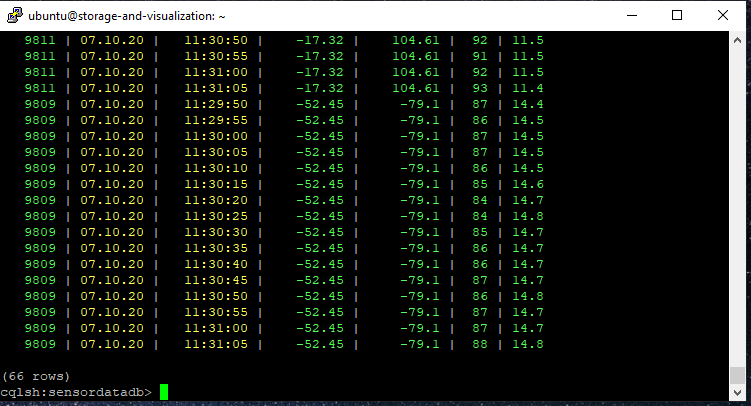 ubuntu@storage-and-visualization: ~
9811 | 07.10.20 | 11:30:50 | -17.32 | 104.61 | 92 | 11.5
9811 | 07.10.20 | 11:30:55 | -17.32 | 104.61 | 91 | 11.5
9811 | 07.10.20 | 11:31:00 | -17.32 | 104.61 | 92 | 11.5
9811 | 07.10.20 | 11:31:05 | -17.32 | 104.61 | 93 | 11.4
9809 | 07.10.20 | 11:29:50 | -52.45 | -79.1 | 87 | 14.4
9809 | 07.10.20 | 11:29:55 | -52.45 | -79.1 | 86 | 14.5
9809 | 07.10.20 | 11:30:00 | -52.45 | -79.1 | 87 | 14.5
9809 | 07.10.20 | 11:30:05 | -52.45 | -79.1 | 87 | 14.5
9809 | 07.10.20 | 11:30:10 | -52.45 | -79.1 | 86 | 14.5
9809 | 07.10.20 | 11:30:15 | -52.45 | -79.1 | 85 | 14.6
9809 | 07.10.20 | 11:30:20 | -52.45 | -79.1 | 84 | 14.7
9809 | 07.10.20 | 11:30:25 | -52.45 | -79.1 | 84 | 14.8
9809 | 07.10.20 | 11:30:30 | -52.45 | -79.1 | 85 | 14.7
9809 | 07.10.20 | 11:30:35 | -52.45 | -79.1 | 86 | 14.7
9809 | 07.10.20 | 11:30:40 | -52.45 | -79.1 | 86 | 14.7
9809 | 07.10.20 | 11:30:45 | -52.45 | -79.1 | 87 | 14.7
9809 | 07.10.20 | 11:30:50 | -52.45 | -79.1 | 86 | 14.8
9809 | 07.10.20 | 11:30:55 | -52.45 | -79.1 | 87 | 14.7
9809 | 07.10.20 | 11:31:00 | -52.45 | -79.1 | 87 | 14.7
9809 | 07.10.20 | 11:31:05 | -52.45 | -79.1 | 88 | 14.8
(66 rows)
cqlsh:sensordatadb>